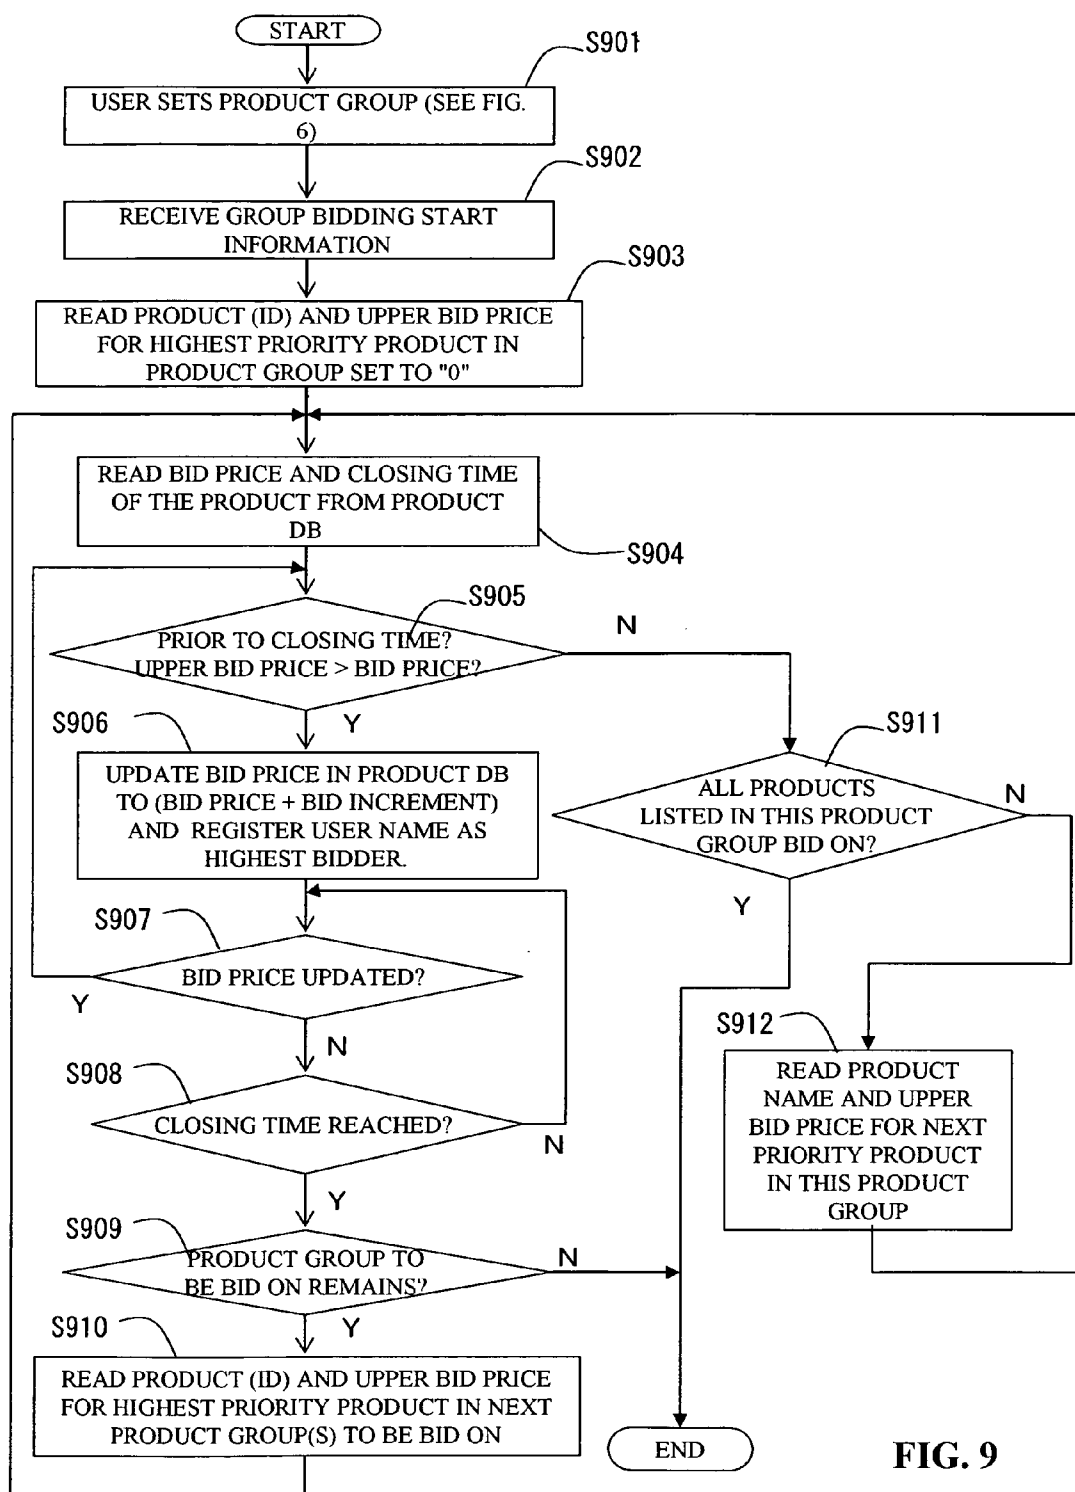 START
S901
USER SETS PRODUCT GROUP (SEE FIG.
6)
S902
RECEIVE GROUP BIDDING START
INFORMATION
S903
READ PRODUCT (ID) AND UPPER BID PRICE
FOR HIGHEST PRIORITY PRODUCT IN
PRODUCT GROUP SET TO "0"
READ BID PRICE AND CLOSING TIME
OF THE PRODUCT FROM PRODUCT
DB
S904
S905
PRIOR TO CLOSING TIME?
UPPER BID PRICE > BID PRICE?
N
Y
S906
UPDATE BID PRICE IN PRODUCT DB
TO (BID PRICE + BID INCREMENT)
AND REGISTER USER NAME AS
HIGHEST BIDDER.
S911
ALL PRODUCTS
LISTED IN THIS PRODUCT
GROUP BID ON?
N
Y
S907
BID PRICE UPDATED?
Y
N
S908
CLOSING TIME REACHED?
N
Y
S912
READ PRODUCT
NAME AND UPPER
BID PRICE FOR NEXT
PRIORITY PRODUCT
IN THIS PRODUCT
GROUP
S909
PRODUCT GROUP TO
BE BID ON REMAINS?
N
Y
S910
READ PRODUCT (ID) AND UPPER BID PRICE
FOR HIGHEST PRIORITY PRODUCT IN NEXT
PRODUCT GROUP(S) TO BE BID ON
END
FIG. 9